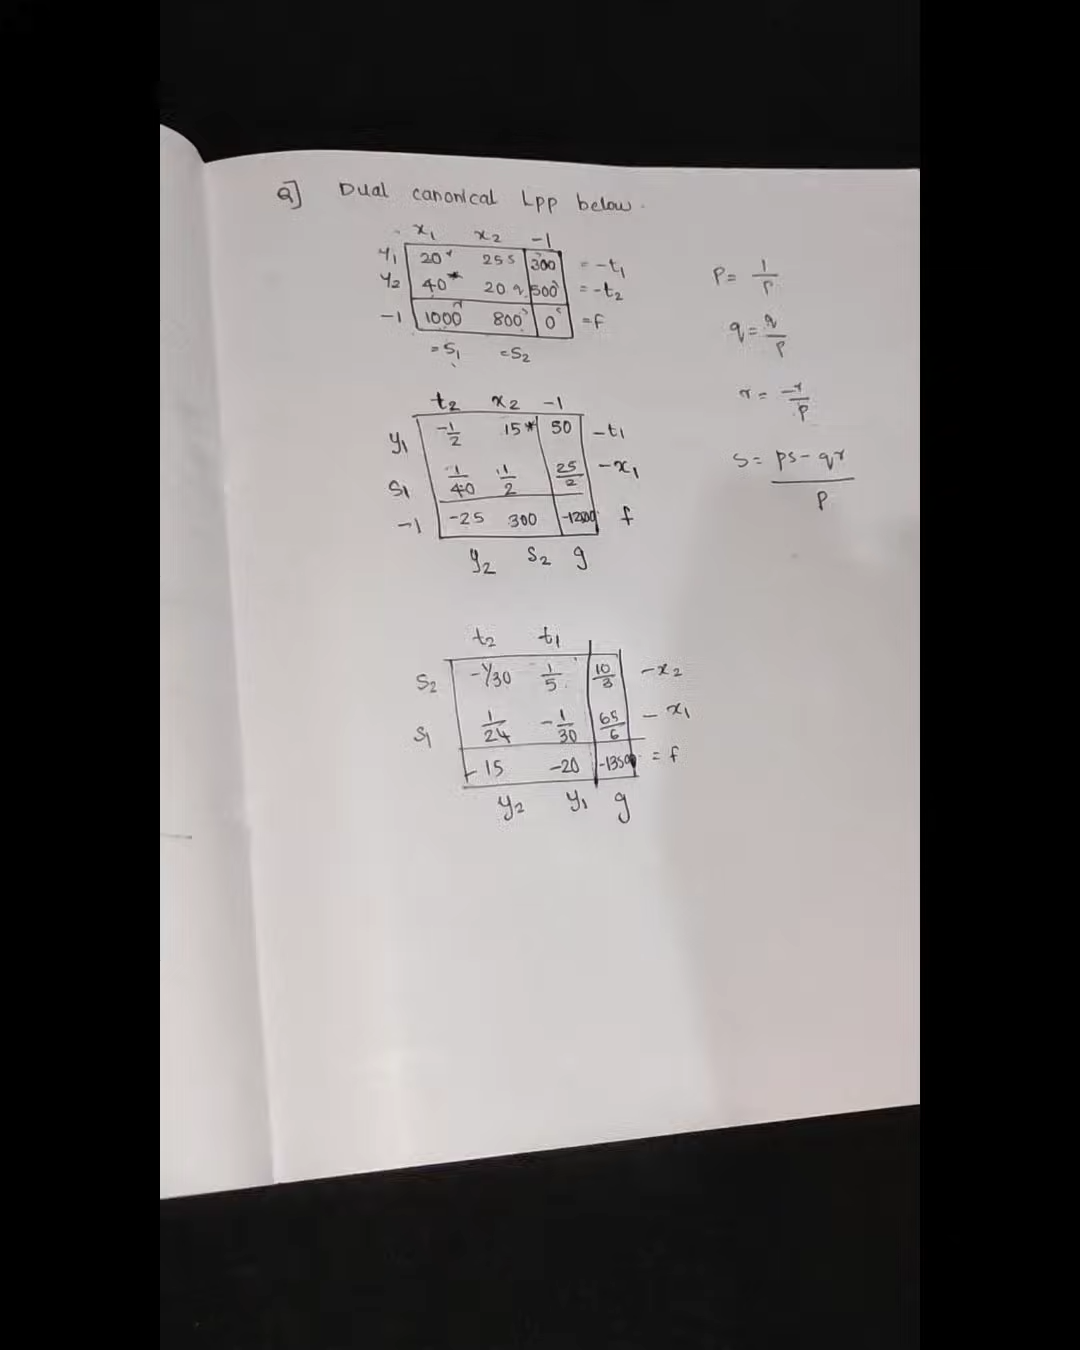 Q] Dual canonical Lpp below.
x₁ x₂ -1
y₁ 20ʳ 25 s 300 = -t₁
y₂ 40* 20 q 500 = -t₂
-1 1000 800 0 = f
= S₁ = S₂
P = 1/P
q = q/P
r = -r/P
S = ps - qr / P
t₂ x₂ -1
y₁ -1/2 15* 50 -t₁
S₁ 1/40 1/2 25/2 -x₁
-1 -25 300 f
y₂ S₂ g
t₂ t₁
S₂ -1/30 1/5 10/3 -x₂
S₁ 1/24 -1/30 65/6 -x₁
-15 -20 = f
y₂ y₁ g